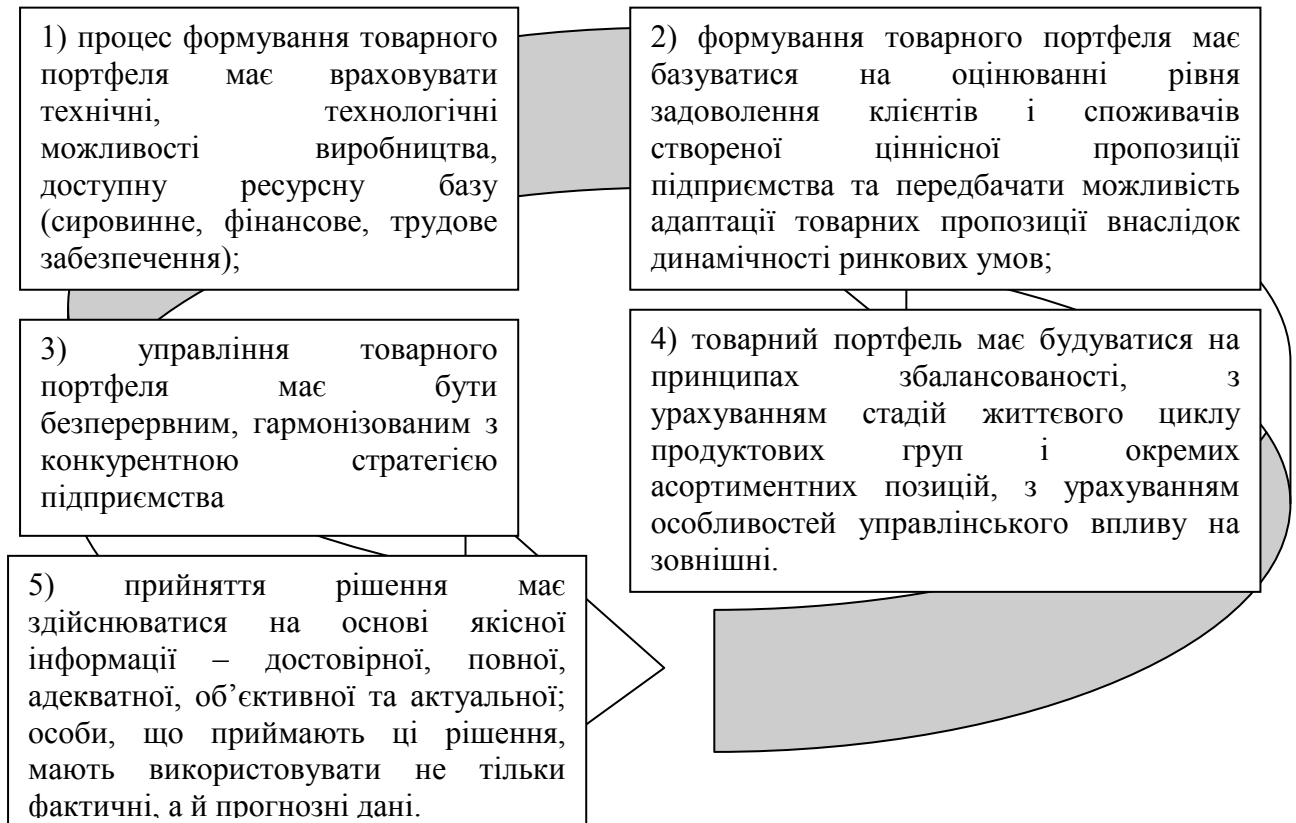 1) процес формування товарного
портфеля має враховувати
технічні, технологічні
можливості виробництва,
доступну ресурсну базу
(сировинне, фінансове, трудове
забезпечення);
2) формування товарного портфеля має
базуватися на оцінюванні рівня
задоволення клієнтів і споживачів
створеної ціннісної пропозиції
підприємства та передбачати можливість
адаптації товарних пропозиції внаслідок
динамічності ринкових умов;
3) управління товарного
портфеля має бути
безперервним, гармонізованим з
конкурентною стратегією
підприємства
4) товарний портфель має будуватися на
принципах збалансованості, з
урахуванням стадій життєвого циклу
продуктових груп і окремих
асортиментних позицій, з урахуванням
особливостей управлінського впливу на
зовнішні.
5) прийняття рішення має
здійснюватися на основі якісної
інформації – достовірної, повної,
адекватної, об’єктивної та актуальної;
особи, що приймають ці рішення,
мають використовувати не тільки
фактичні, а й прогнозні дані.